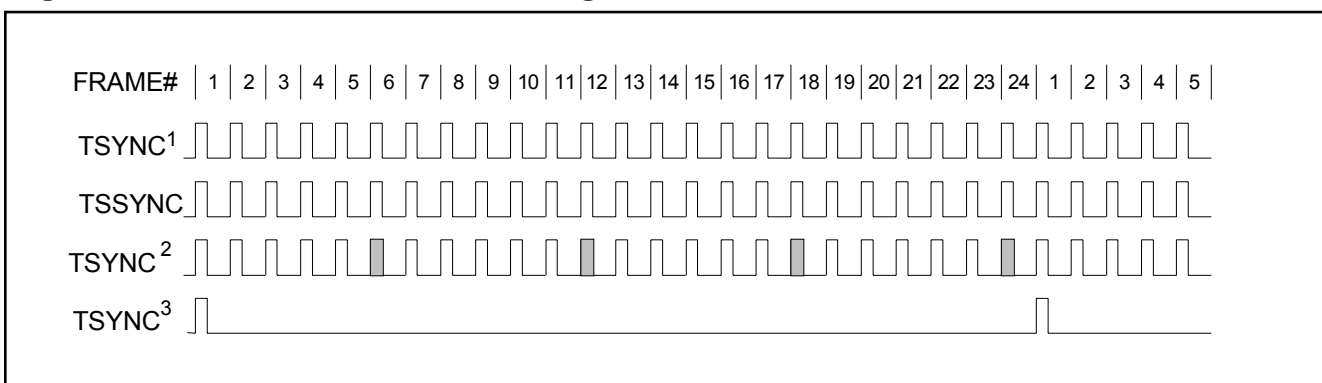 FRAME# 1 2 3 4 5 6 7 8 9 10 11 12 13 14 15 16 17 18 19 20 21 22 23 24 1 2 3 4 5
TSYNC1
TSSYNC
TSYNC2
TSYNC3